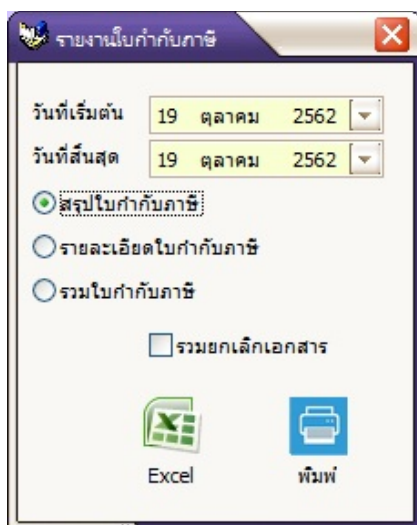 รายงานใบกำกับภาษี
วันที่เริ่มต้น 19 ตุลาคม 2562
วันที่สิ้นสุด 19 ตุลาคม 2562
สรุปใบกำกับภาษี
รายละเอียดใบกำกับภาษี
รวมใบกำกับภาษี
รวมยกเลิกเอกสาร
Excel พิมพ์